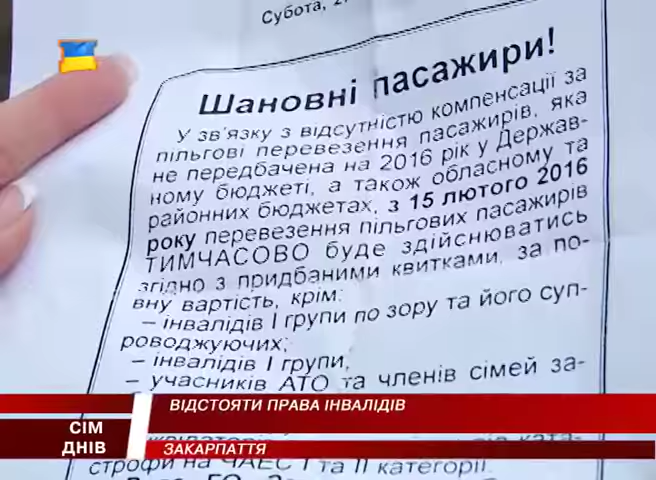 Субота,
Шановні пасажири!
У зв'язку з відсутністю компенсації за
пільгові перевезення пасажирів, яка
не передбачена на 2016 рік у Держав-
ному бюджеті, а також обласному та
районних бюджетах, з 15 лютого 2016
року перевезення пільгових пасажирів
ТИМЧАСОВО буде здійснюватись
згідно з придбаними квитками, за по-
вну вартість, крім:
– інвалідів І групи по зору та його суп-
роводжуючих;
– інвалідів І групи,
– учасників АТО та членів сімей за-
ВІДСТОЯТИ ПРАВА ІНВАЛІДІВ
СІМ
ДНІВ
ЗАКАРПАТТЯ
ката-
строфи на ЧАЕС І та ІІ категорії.